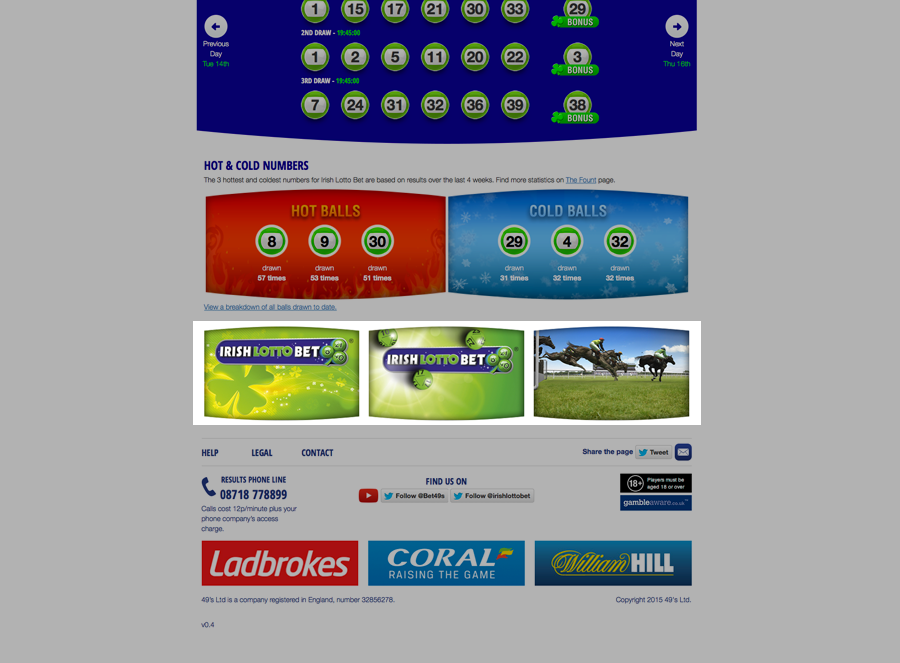 1 15 17 21 30 33 29
BONUS
2ND DRAW - 19:45:00
1 2 5 11 20 22 3
BONUS
3RD DRAW - 19:45:00
7 24 31 32 36 39 38
BONUS
Previous
Day
Tue 14th
Next
Day
Thu 16th
HOT & COLD NUMBERS
The 3 hottest and coldest numbers for Irish Lotto Bet are based on results over the last 4 weeks. Find more statistics on The Fount page.
HOT BALLS
8 9 30
drawn drawn drawn
57 times 53 times 51 times
COLD BALLS
29 4 32
drawn drawn drawn
31 times 32 times 32 times
View a breakdown of all balls drawn to date.
IRISH LOTTO BET
IRISH LOTTO BET
HELP LEGAL CONTACT
Share the page Tweet
RESULTS PHONE LINE
08718 778899
Calls cost 12p/minute plus your
phone company's access
charge.
FIND US ON
Follow @Bet49s Follow @irishlottobet
18+ Players must be
aged 18 or over
gambleaware.co.uk™
Ladbrokes
CORAL
RAISING THE GAME
William HILL
49's Ltd is a company registered in England, number 32856278.
Copyright 2015 49's Ltd.
v0.4